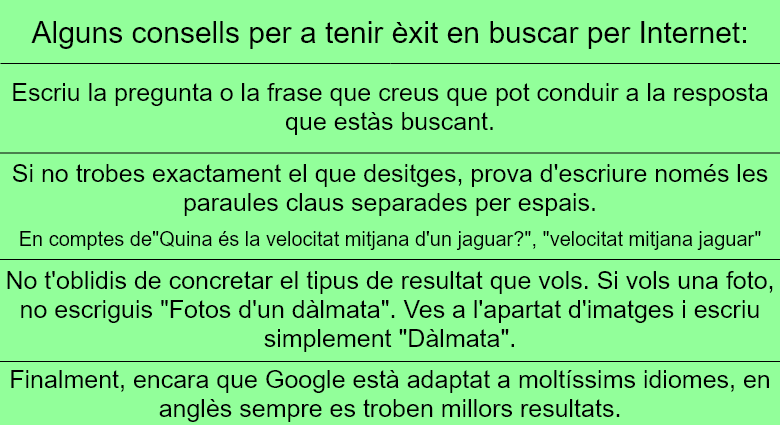 Alguns consells per a tenir èxit en buscar per Internet:
Escriu la pregunta o la frase que creus que pot conduir a la resposta
que estàs buscant.
Si no trobes exactament el que desitges, prova d'escriure només les
paraules claus separades per espais.
En comptes de"Quina és la velocitat mitjana d'un jaguar?", "velocitat mitjana jaguar"
No t'oblidis de concretar el tipus de resultat que vols. Si vols una foto,
no escriguis "Fotos d'un dàlmata". Ves a l'apartat d'imatges i escriu
simplement "Dàlmata".
Finalment, encara que Google està adaptat a moltíssims idiomes, en
anglès sempre es troben millors resultats.